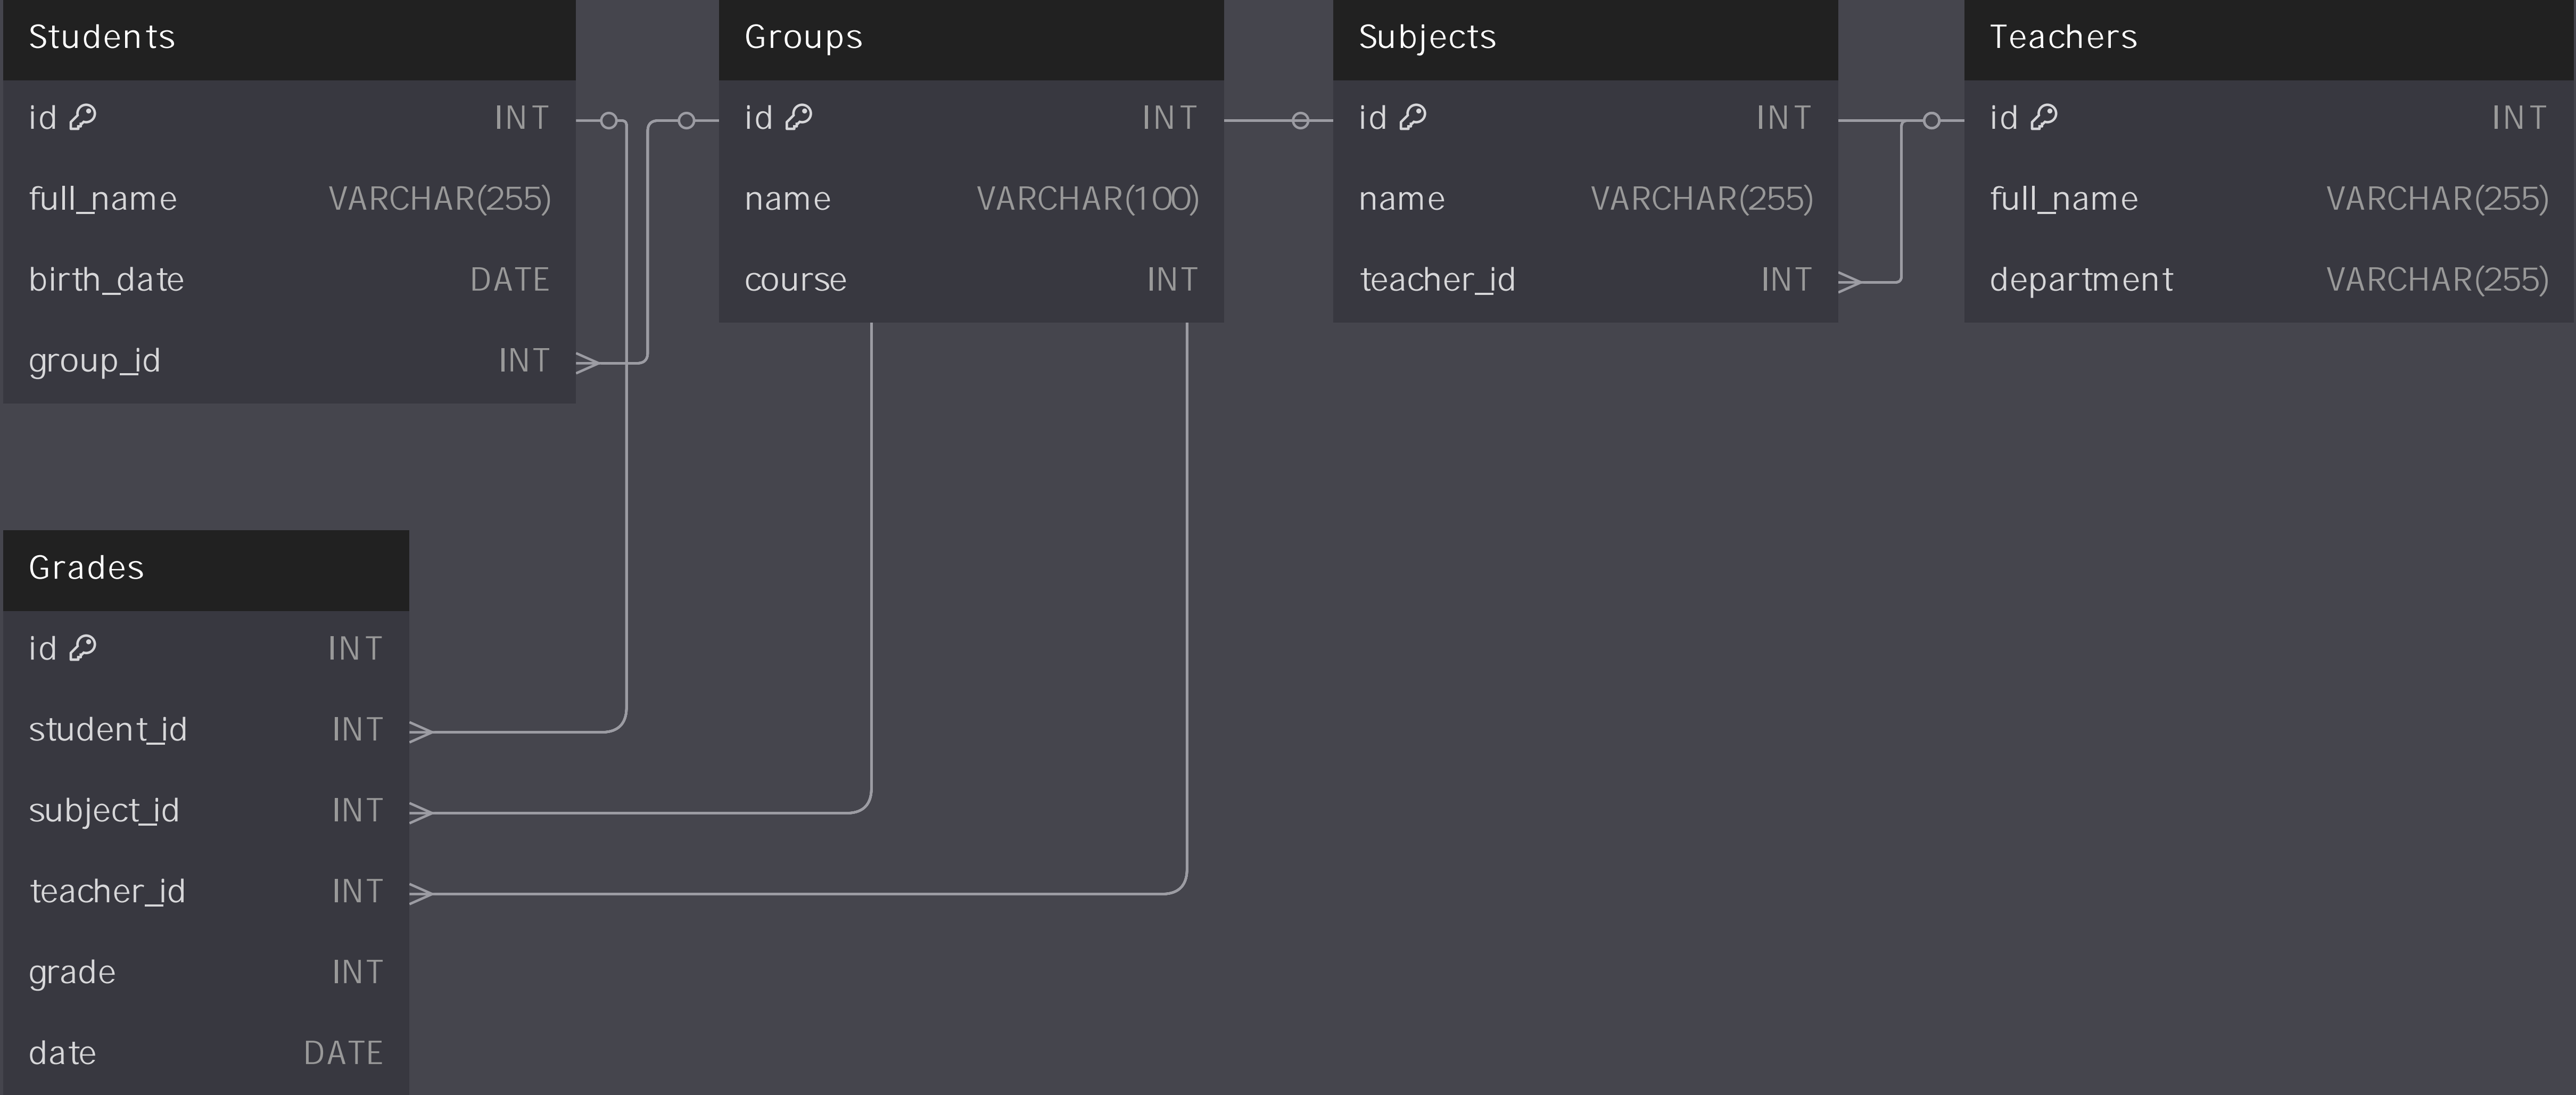 Students
id INT
full_name VARCHAR(255)
birth_date DATE
group_id INT
Groups
id INT
name VARCHAR(100)
course INT
Subjects
id INT
name VARCHAR(255)
teacher_id INT
Teachers
id INT
full_name VARCHAR(255)
department VARCHAR(255)
Grades
id INT
student_id INT
subject_id INT
teacher_id INT
grade INT
date DATE